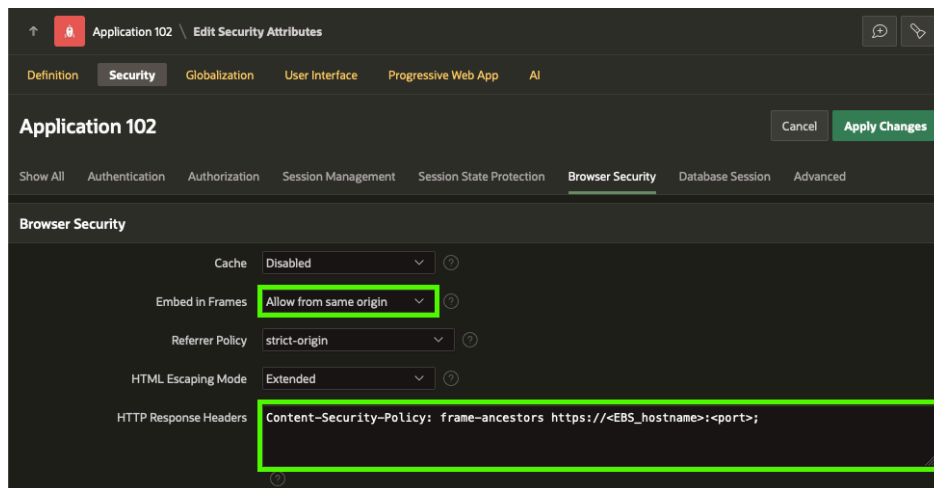 Application 102 \ Edit Security Attributes
Definition Security Globalization User Interface Progressive Web App AI
Application 102 Cancel Apply Changes
Show All Authentication Authorization Session Management Session State Protection Browser Security Database Session Advanced
Browser Security
Cache Disabled
Embed in Frames Allow from same origin
Referrer Policy strict-origin
HTML Escaping Mode Extended
HTTP Response Headers Content-Security-Policy: frame-ancestors https://<EBS_hostname>:<port>;